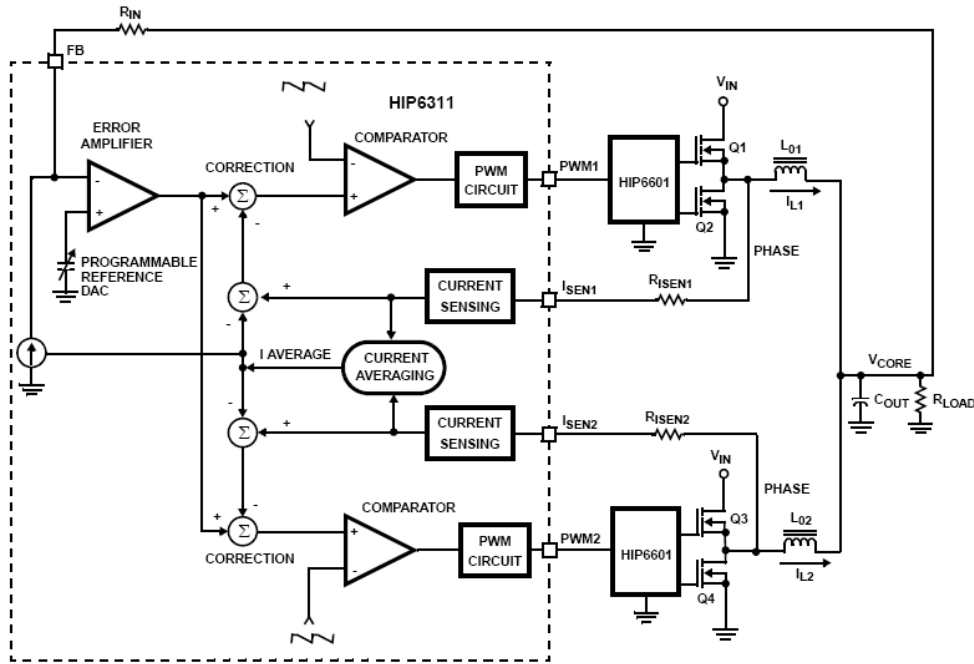 RIN
FB
HIP6311
VIN
ERROR
AMPLIFIER
COMPARATOR
CORRECTION
Q1
L01
-
-
+
+
+
-
Σ
PWM
CIRCUIT
PWM1
HIP6601
IL1
Q2
PROGRAMMABLE
REFERENCE
DAC
PHASE
Σ
+
-
CURRENT
SENSING
ISEN1
RISEN1
I AVERAGE
CURRENT
AVERAGING
VCORE
COUT
RLOAD
-
Σ
+
CURRENT
SENSING
ISEN2
RISEN2
VIN
PHASE
-
+
Σ
COMPARATOR
+
-
CORRECTION
PWM
CIRCUIT
PWM2
HIP6601
Q3
L02
IL2
Q4